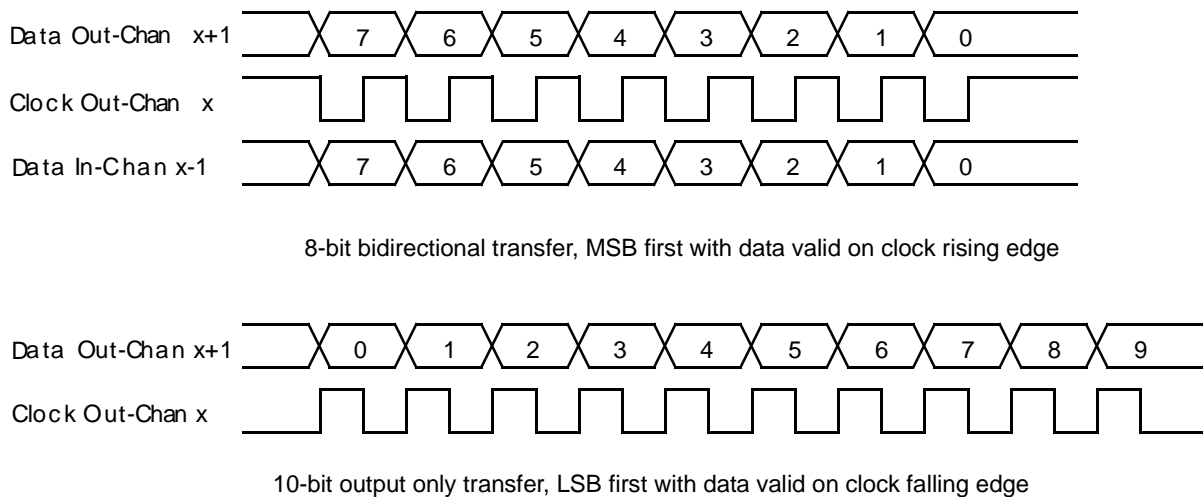 Data Out-Chan x+1 7 6 5 4 3 2 1 0
Clock Out-Chan x
Data In-Chan x-1 7 6 5 4 3 2 1 0
8-bit bidirectional transfer, MSB first with data valid on clock rising edge
Data Out-Chan x+1 0 1 2 3 4 5 6 7 8 9
Clock Out-Chan x
10-bit output only transfer, LSB first with data valid on clock falling edge